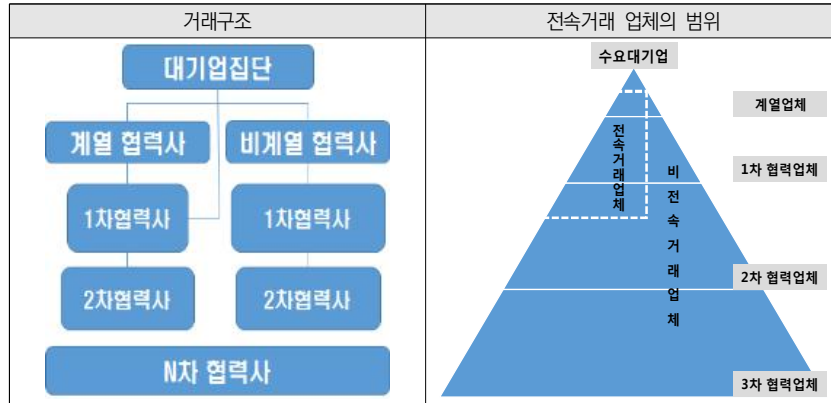 거래구조
전속거래 업체의 범위
대기업집단
계열 협력사
비계열 협력사
1차협력사
1차협력사
2차협력사
2차협력사
N차 협력사
수요대기업
계열업체
전속거래업체
1차 협력업체
비전속거래업체
2차 협력업체
3차 협력업체